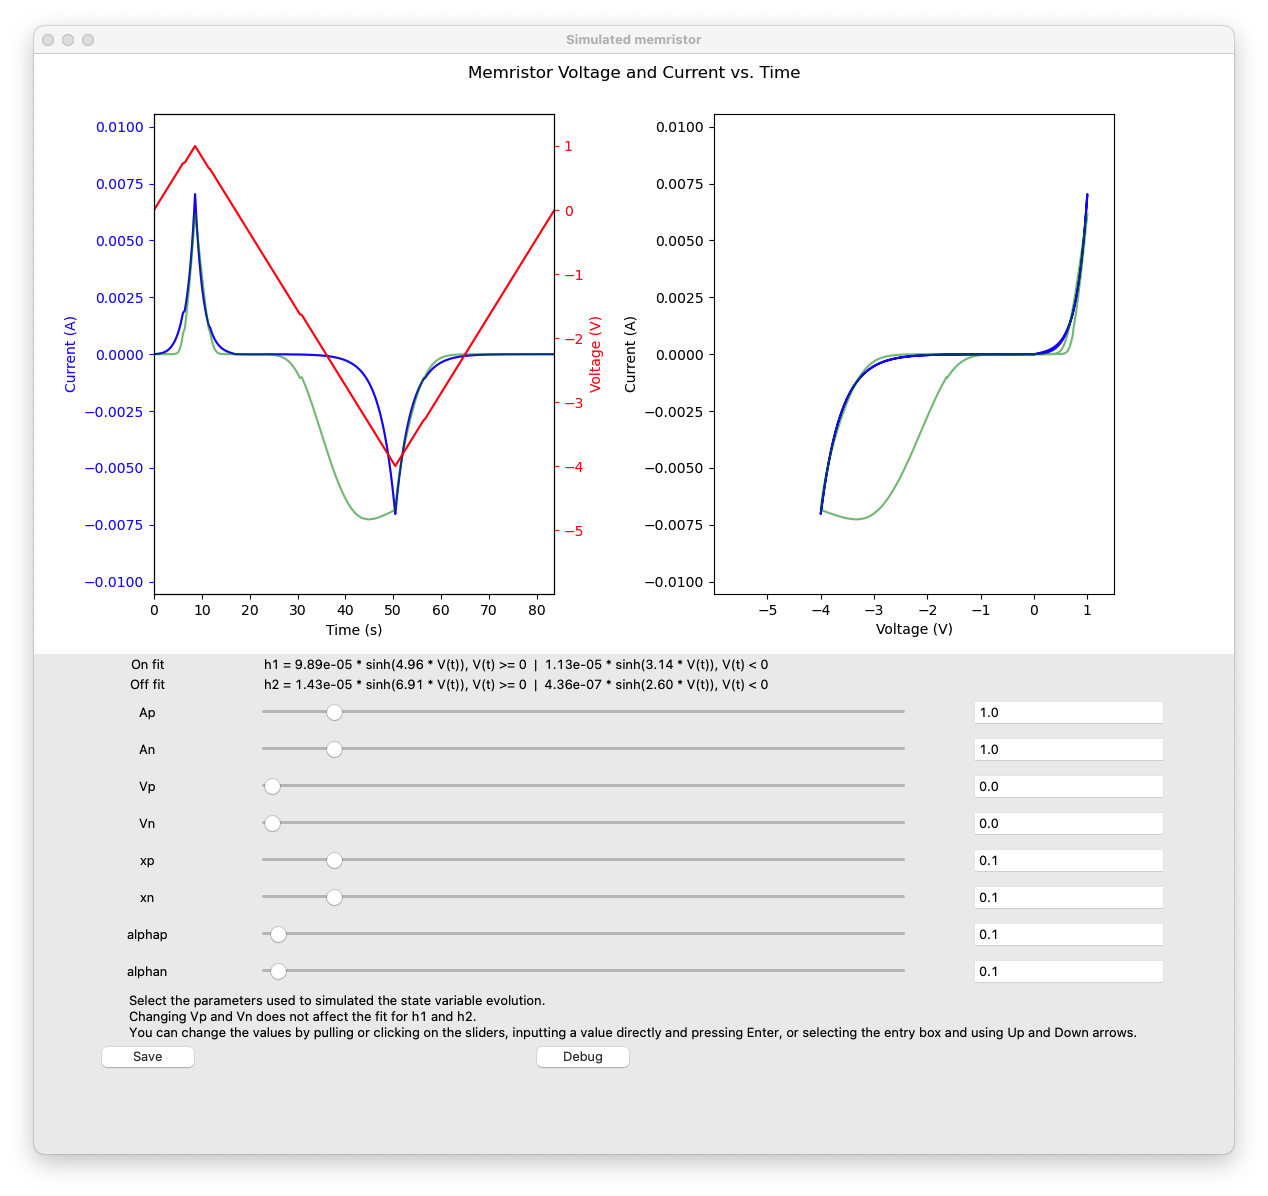 Simulated memristor
Memristor Voltage and Current vs. Time
0.0100
0.0075
0.0050
0.0025
0.0000
−0.0025
−0.0050
−0.0075
−0.0100
Current (A)
1
0
−1
−2
−3
−4
−5
Voltage (V)
0 10 20 30 40 50 60 70 80
Time (s)
0.0100
0.0075
0.0050
0.0025
0.0000
−0.0025
−0.0050
−0.0075
−0.0100
Current (A)
−5 −4 −3 −2 −1 0 1
Voltage (V)
On fit h1 = 9.89e-05 * sinh(4.96 * V(t)), V(t) >= 0 | 1.13e-05 * sinh(3.14 * V(t)), V(t) < 0
Off fit h2 = 1.43e-05 * sinh(6.91 * V(t)), V(t) >= 0 | 4.36e-07 * sinh(2.60 * V(t)), V(t) < 0
Ap 1.0
An 1.0
Vp 0.0
Vn 0.0
xp 0.1
xn 0.1
alphap 0.1
alphan 0.1
Select the parameters used to simulated the state variable evolution.
Changing Vp and Vn does not affect the fit for h1 and h2.
You can change the values by pulling or clicking on the sliders, inputting a value directly and pressing Enter, or selecting the entry box and using Up and Down arrows.
Save Debug